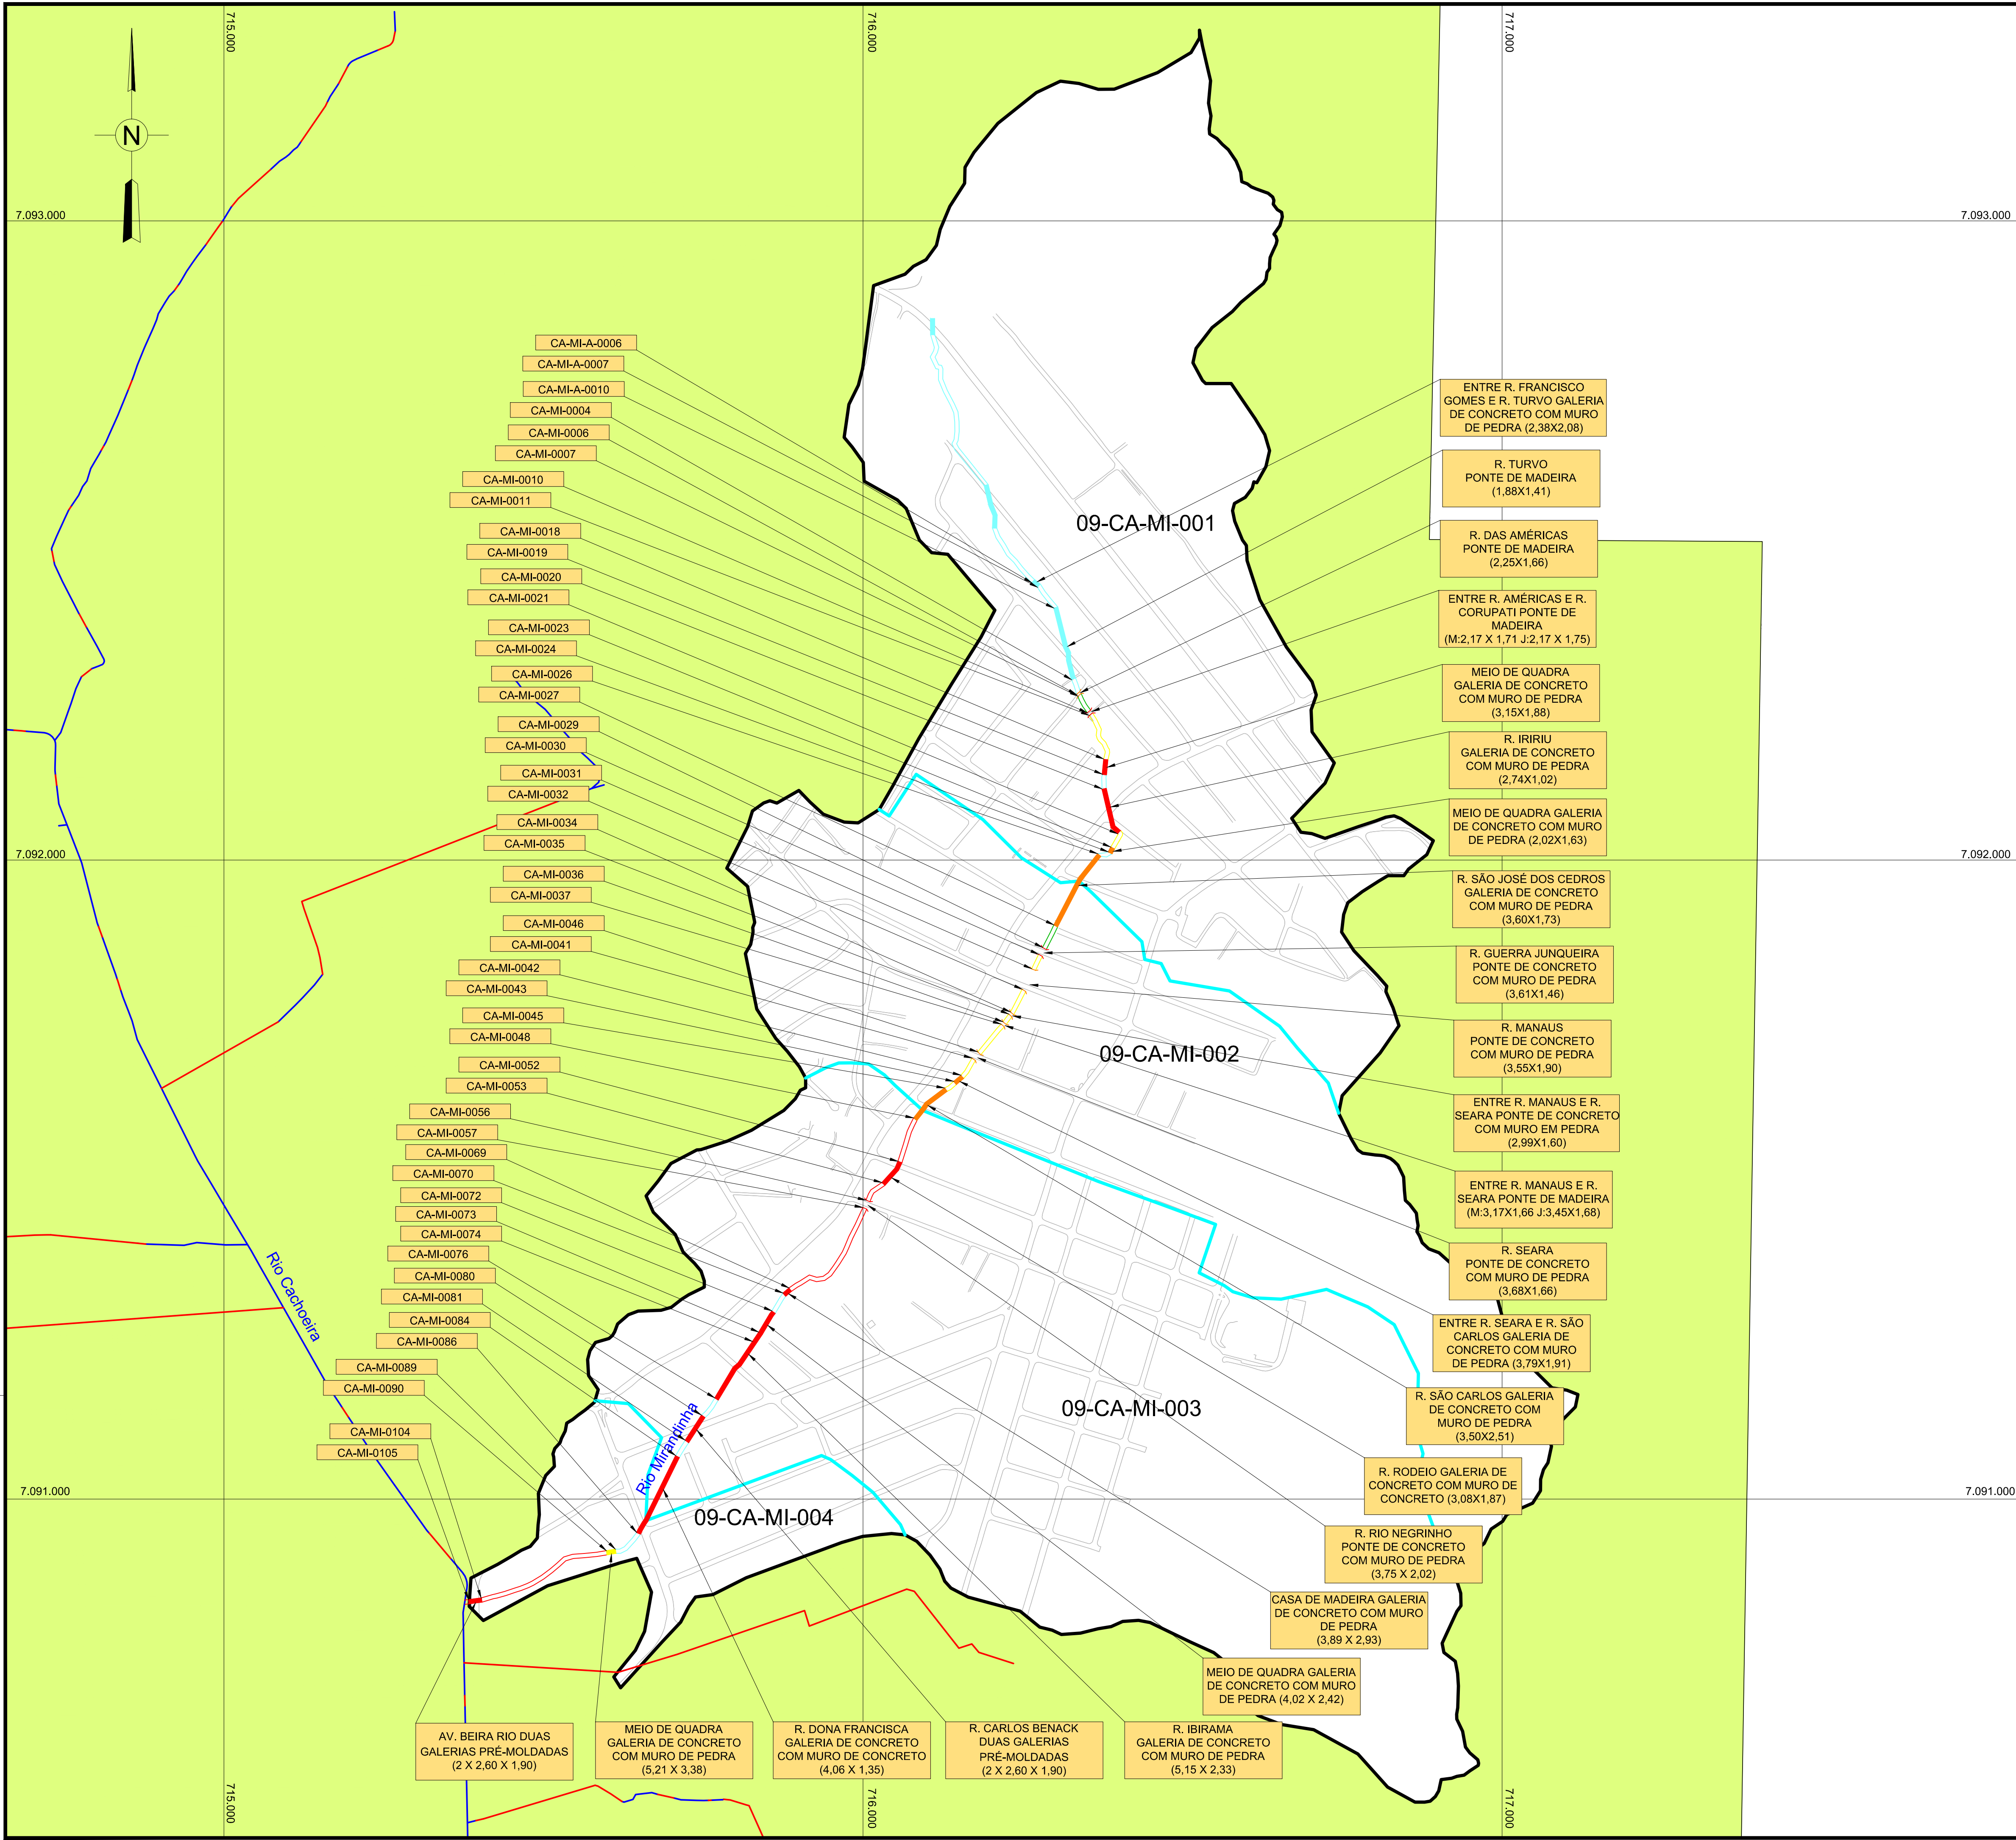 715.000
716.000
717.000
N
7.093.000
7.093.000
CA-MI-A-0006
CA-MI-A-0007
CA-MI-A-0010
CA-MI-0004
CA-MI-0006
CA-MI-0007
CA-MI-0010
CA-MI-0011
CA-MI-0018
CA-MI-0019
CA-MI-0020
CA-MI-0021
CA-MI-0023
CA-MI-0024
CA-MI-0026
CA-MI-0027
CA-MI-0029
CA-MI-0030
CA-MI-0031
CA-MI-0032
CA-MI-0034
CA-MI-0035
CA-MI-0036
CA-MI-0037
CA-MI-0046
CA-MI-0041
CA-MI-0042
CA-MI-0043
CA-MI-0045
CA-MI-0048
CA-MI-0052
CA-MI-0053
CA-MI-0056
CA-MI-0057
CA-MI-0069
CA-MI-0070
CA-MI-0072
CA-MI-0073
CA-MI-0074
CA-MI-0076
CA-MI-0080
CA-MI-0081
CA-MI-0084
CA-MI-0086
CA-MI-0089
CA-MI-0090
CA-MI-0104
CA-MI-0105
7.092.000
7.092.000
Rio Cachoeira
Rio Mirandinha
09-CA-MI-001
09-CA-MI-002
09-CA-MI-003
09-CA-MI-004
ENTRE R. FRANCISCO
GOMES E R. TURVO GALERIA
DE CONCRETO COM MURO
DE PEDRA (2,38X2,08)
R. TURVO
PONTE DE MADEIRA
(1,88X1,41)
R. DAS AMÉRICAS
PONTE DE MADEIRA
(2,25X1,66)
ENTRE R. AMÉRICAS E R.
CORUPATI PONTE DE
MADEIRA
(M:2,17 X 1,71 J:2,17 X 1,75)
MEIO DE QUADRA
GALERIA DE CONCRETO
COM MURO DE PEDRA
(3,15X1,88)
R. IRIRIU
GALERIA DE CONCRETO
COM MURO DE PEDRA
(2,74X1,02)
MEIO DE QUADRA GALERIA
DE CONCRETO COM MURO
DE PEDRA (2,02X1,63)
R. SÃO JOSÉ DOS CEDROS
GALERIA DE CONCRETO
COM MURO DE PEDRA
(3,60X1,73)
R. GUERRA JUNQUEIRA
PONTE DE CONCRETO
COM MURO DE PEDRA
(3,61X1,46)
R. MANAUS
PONTE DE CONCRETO
COM MURO DE PEDRA
(3,55X1,90)
ENTRE R. MANAUS E R.
SEARA PONTE DE CONCRETO
COM MURO EM PEDRA
(2,99X1,60)
ENTRE R. MANAUS E R.
SEARA PONTE DE MADEIRA
(M:3,17X1,66 J:3,45X1,68)
R. SEARA
PONTE DE CONCRETO
COM MURO DE PEDRA
(3,68X1,66)
ENTRE R. SEARA E R. SÃO
CARLOS GALERIA DE
CONCRETO COM MURO
DE PEDRA (3,79X1,91)
R. SÃO CARLOS GALERIA
DE CONCRETO COM
MURO DE PEDRA
(3,50X2,51)
R. RODEIO GALERIA DE
CONCRETO COM MURO DE
CONCRETO (3,08X1,87)
7.091.000
7.091.000
R. RIO NEGRINHO
PONTE DE CONCRETO
COM MURO DE PEDRA
(3,75 X 2,02)
CASA DE MADEIRA GALERIA
DE CONCRETO COM MURO
DE PEDRA
(3,89 X 2,93)
MEIO DE QUADRA GALERIA
DE CONCRETO COM MURO
DE PEDRA (4,02 X 2,42)
AV. BEIRA RIO DUAS
GALERIAS PRÉ-MOLDADAS
(2 X 2,60 X 1,90)
MEIO DE QUADRA
GALERIA DE CONCRETO
COM MURO DE PEDRA
(5,21 X 3,38)
R. DONA FRANCISCA
GALERIA DE CONCRETO
COM MURO DE CONCRETO
(4,06 X 1,35)
R. CARLOS BENACK
DUAS GALERIAS
PRÉ-MOLDADAS
(2 X 2,60 X 1,90)
R. IBIRAMA
GALERIA DE CONCRETO
COM MURO DE PEDRA
(5,15 X 2,33)
715.000
716.000
717.000